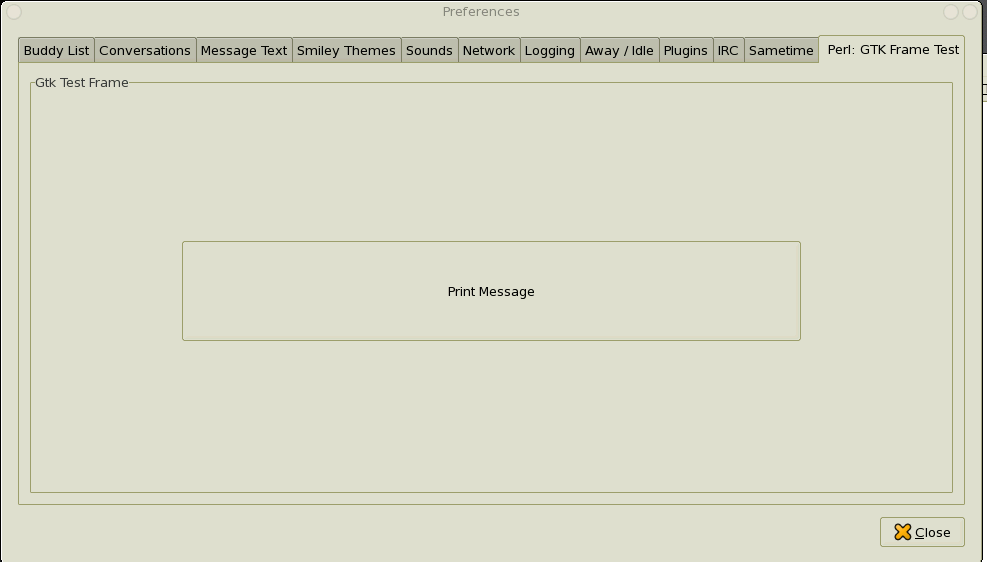 Preferences
Buddy List Conversations Message Text Smiley Themes Sounds Network Logging Away / Idle Plugins IRC Sametime Perl: GTK Frame Test
Gtk Test Frame
Print Message
Close